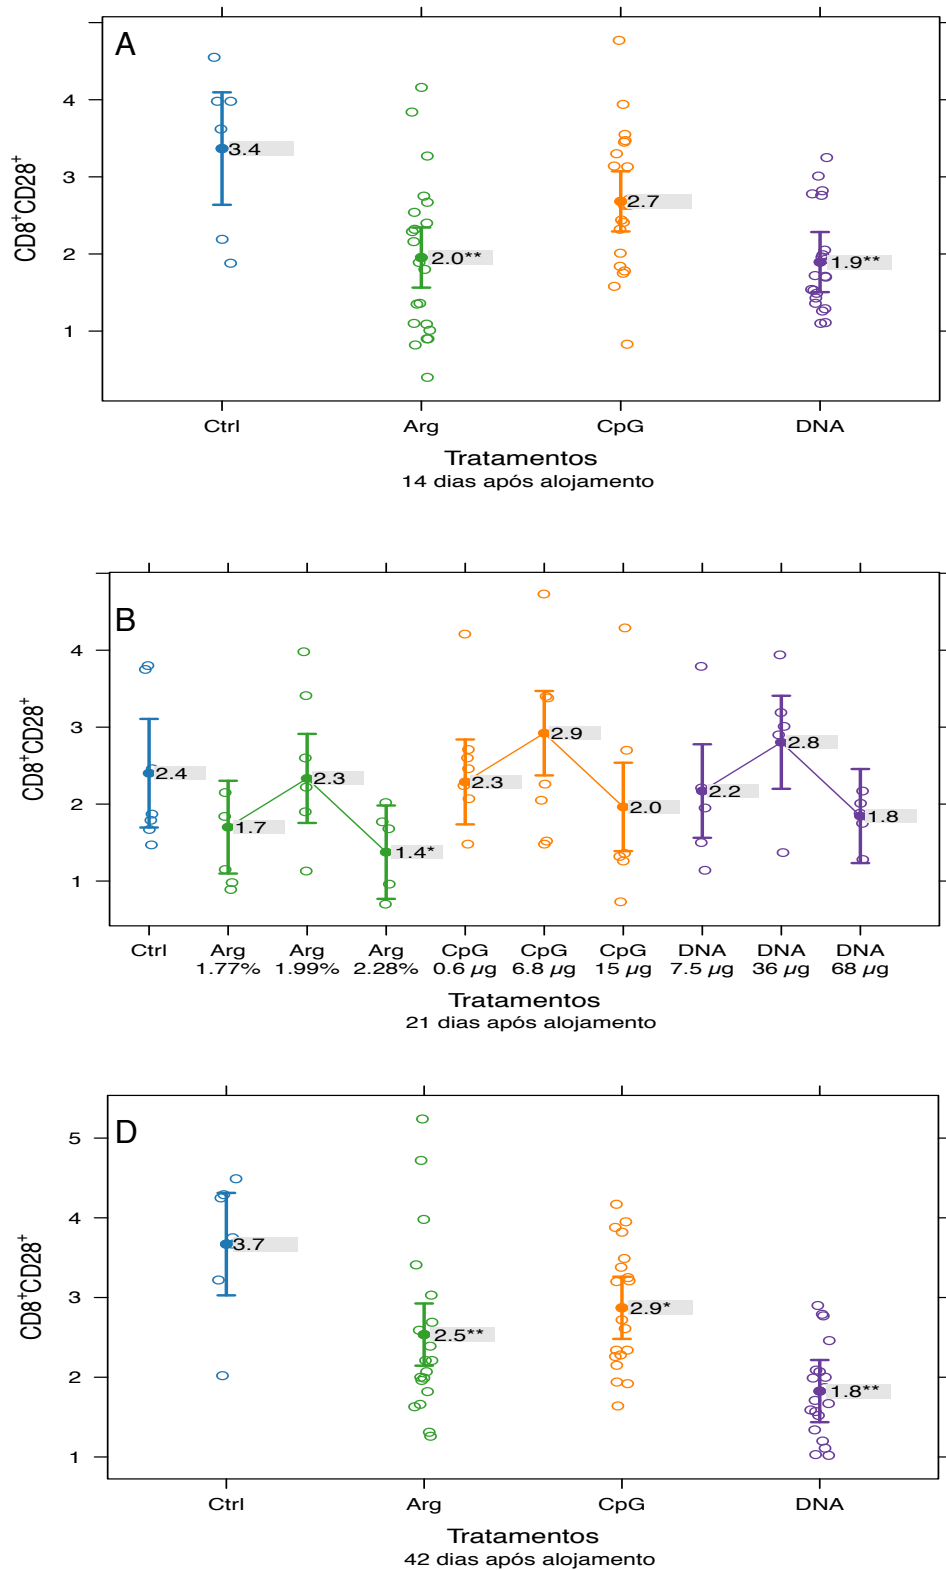 A
CD8⁺CD28⁺
4
3
2
1
3.4
2.0**
2.7
1.9**
Ctrl Arg CpG DNA
Tratamentos
14 dias após alojamento
B
CD8⁺CD28⁺
4
3
2
1
2.4
1.7
2.3
1.4*
2.3
2.9
2.0
2.2
2.8
1.8
Ctrl Arg Arg Arg CpG CpG CpG DNA DNA DNA
1.77% 1.99% 2.28% 0.6 µg 6.8 µg 15 µg 7.5 µg 36 µg 68 µg
Tratamentos
21 dias após alojamento
D
CD8⁺CD28⁺
5
4
3
2
1
3.7
2.5**
2.9*
1.8**
Ctrl Arg CpG DNA
Tratamentos
42 dias após alojamento